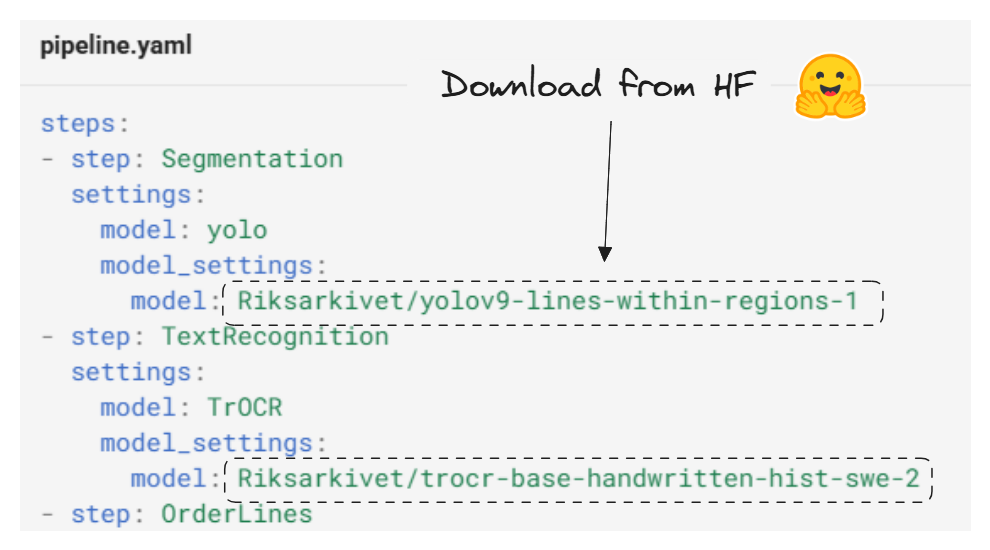 pipeline.yaml
Download from HF
steps:
- step: Segmentation
  settings:
    model: yolo
    model_settings:
      model: Riksarkivet/yolov9-lines-within-regions-1
- step: TextRecognition
  settings:
    model: TrOCR
    model_settings:
      model: Riksarkivet/trocr-base-handwritten-hist-swe-2
- step: OrderLines